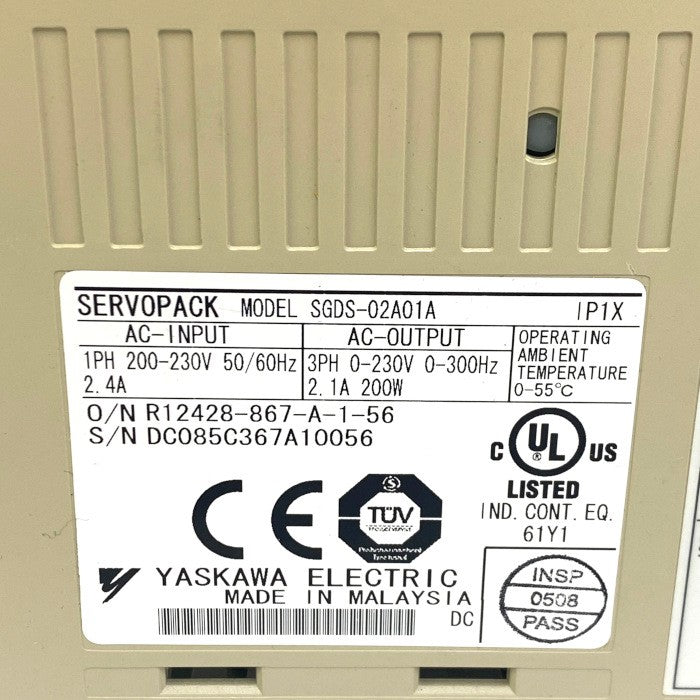 SERVOPACK MODEL SGDS-02A01A IP1X
AC-INPUT
1PH 200-230V 50/60Hz
2.4A
AC-OUTPUT
3PH 0-230V 0-300Hz
2.1A 200W
OPERATING
AMBIENT
TEMPERATURE
0-55℃
O/N R12428-867-A-1-56
S/N DC085C367A10056
C UL US
®
LISTED
IND. CONT. EQ.
61Y1
CE
S
TÜV
YASKAWA ELECTRIC
MADE IN MALAYSIA
DC
INSP
0508
PASS